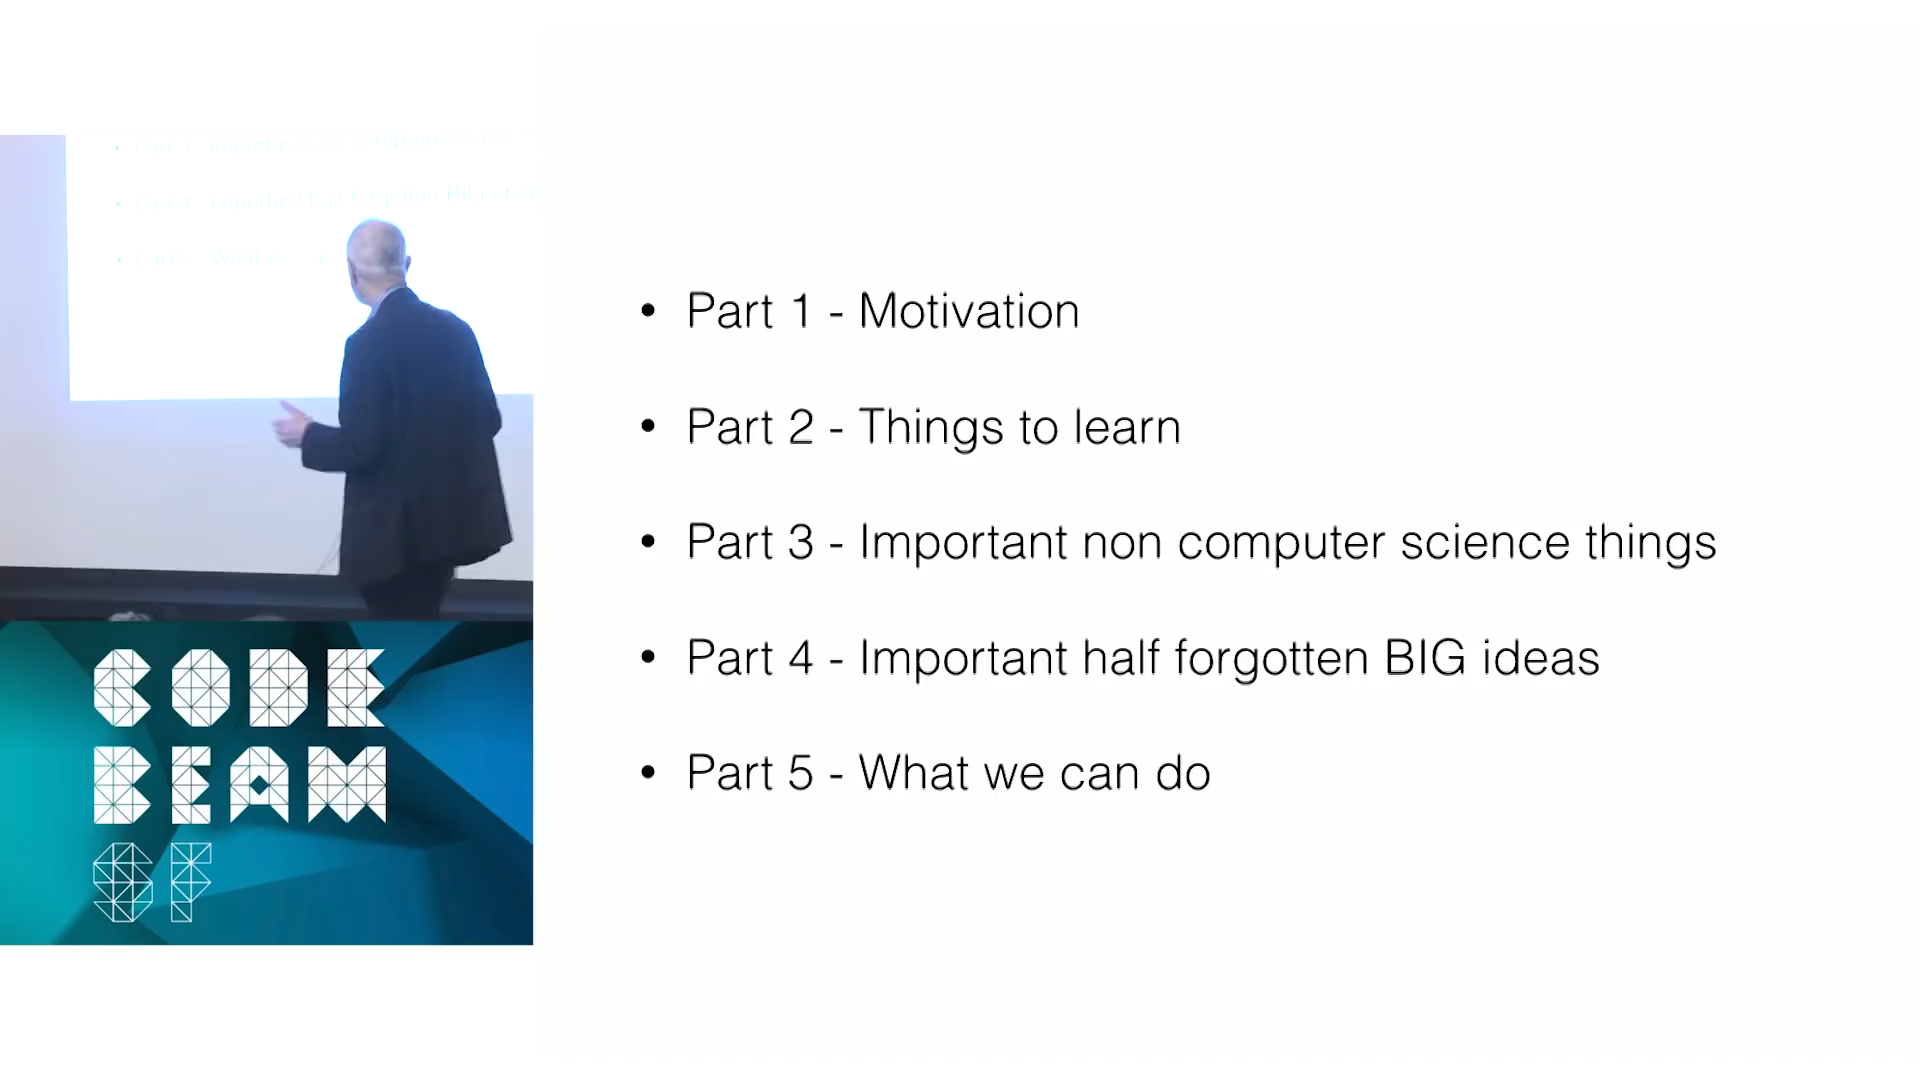 • Part 1 - Motivation
• Part 2 - Things to learn
• Part 3 - Important non computer science things
• Part 4 - Important half forgotten BIG ideas
• Part 5 - What we can do
CODE
BEAM
SF